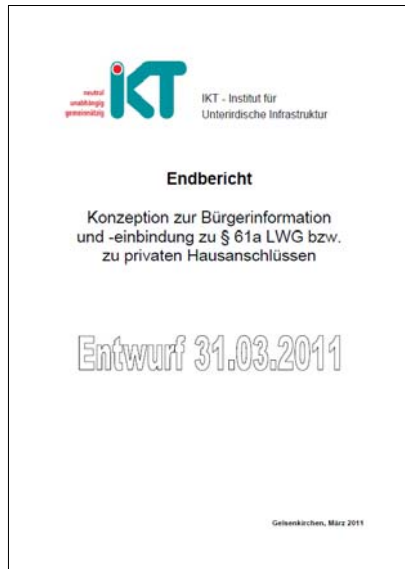 neutral
unabhängig
gemeinnützig
IKT
IKT - Institut für
Unterirdische Infrastruktur
Endbericht
Konzeption zur Bürgerinformation
und -einbindung zu § 61a LWG bzw.
zu privaten Hausanschlüssen
Entwurf 31.03.2011
Gelsenkirchen, März 2011